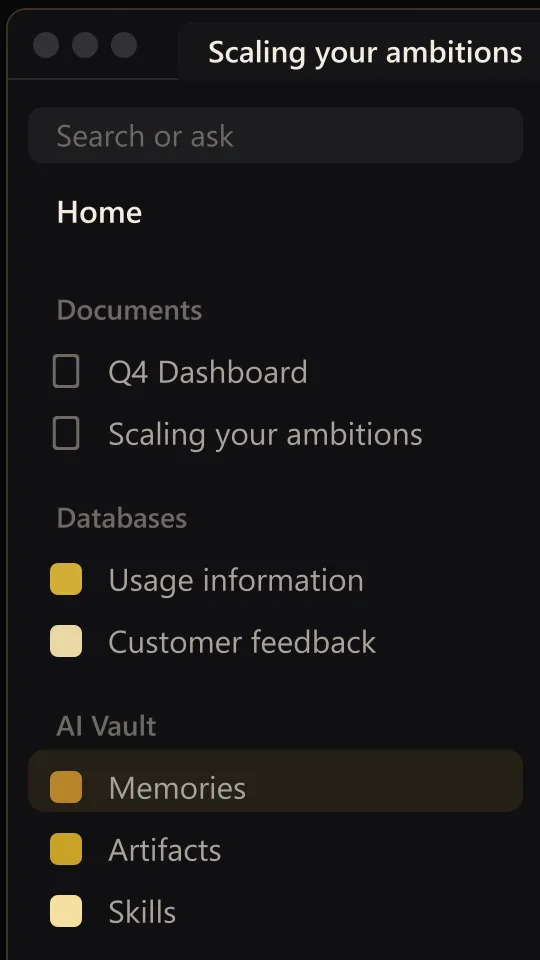 Scaling your ambitions
Search or ask
Home
Documents
Q4 Dashboard
Scaling your ambitions
Databases
Usage information
Customer feedback
AI Vault
Memories
Artifacts
Skills